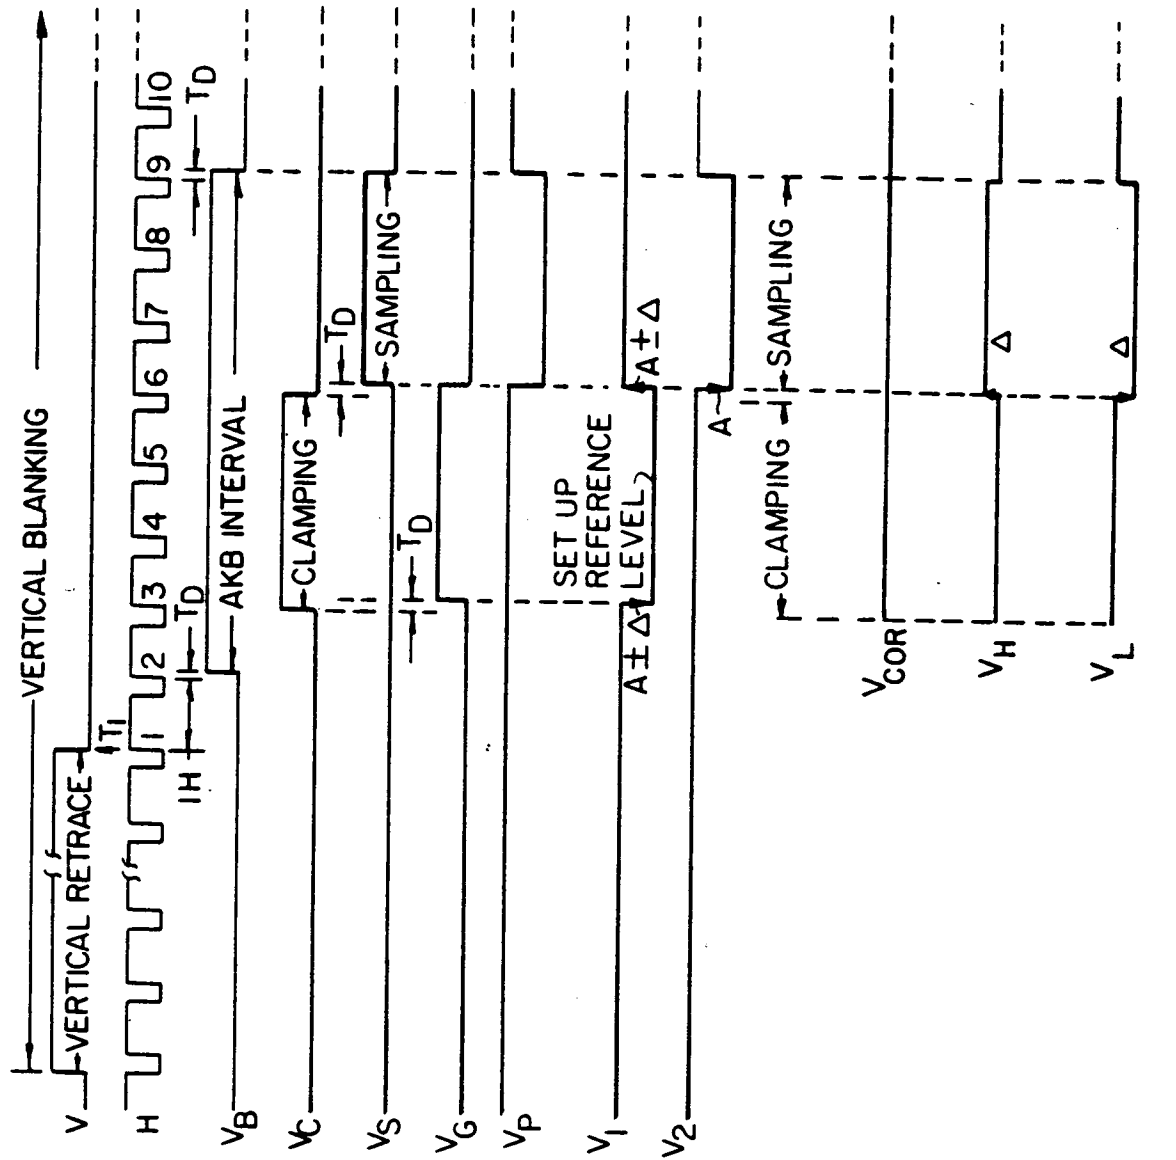 VERTICAL BLANKING
V
VERTICAL RETRACE
T1
H
1 2 3 4 5 6 7 8 9 10
1H
TD
TD
VB
AKB INTERVAL
VC
CLAMPING
TD
VS
SAMPLING
VG
TD
VP
SET UP
REFERENCE
LEVEL
V1
A±Δ
A±Δ
V2
A
CLAMPING
SAMPLING
VCOR
VH
Δ
VL
Δ